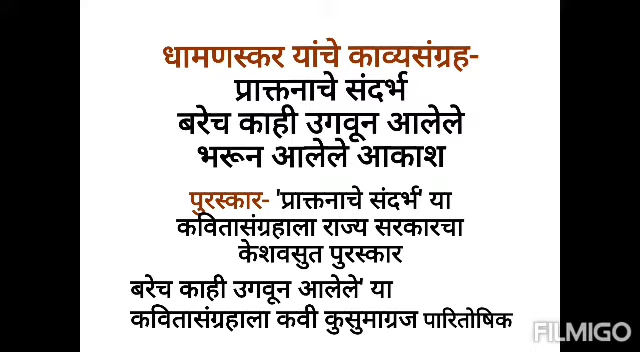 धामणस्कर यांचे काव्यसंग्रह-
प्राक्तनाचे संदर्भ
बरेच काही उगवून आलेले
भरून आलेले आकाश
पुरस्कार- 'प्राक्तनाचे संदर्भ' या
कवितासंग्रहाला राज्य सरकारचा
केशवसुत पुरस्कार
बरेच काही उगवून आलेले' या
कवितासंग्रहाला कवी कुसुमाग्रज पारितोषिक
FILMIGO